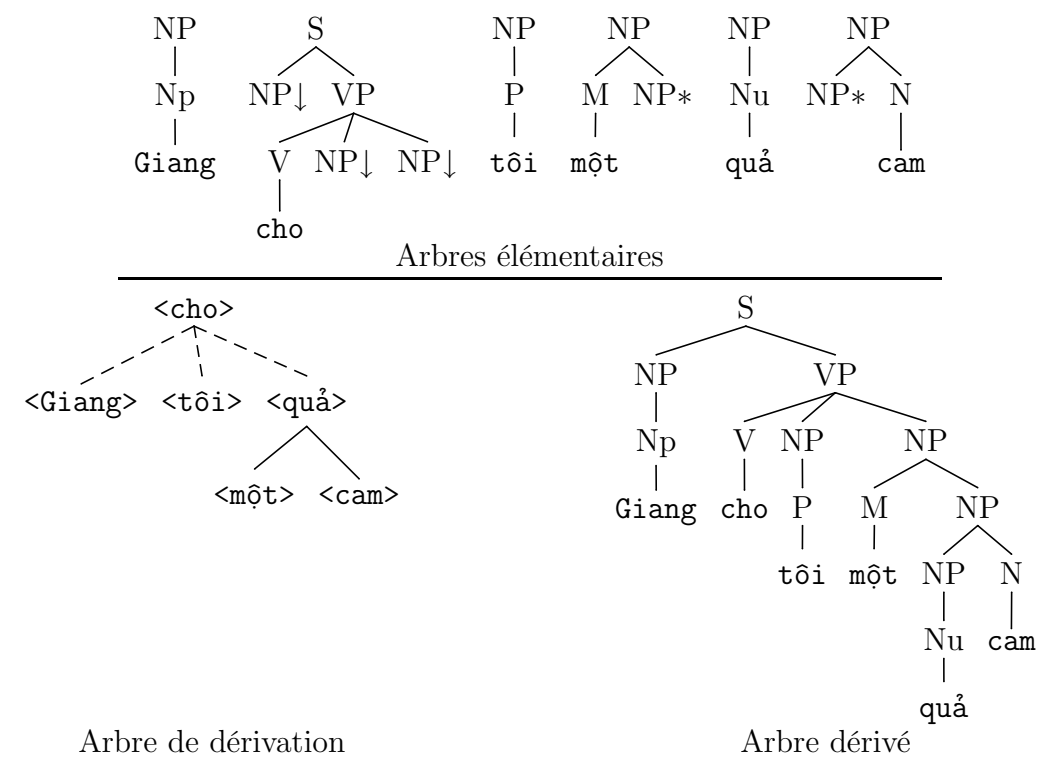 NP S NP NP NP NP
Np NP↓ VP P M NP∗ Nu NP∗ N
Giang V NP↓ NP↓ tôi một quả cam
cho
Arbres élémentaires
<cho> S
NP VP
<Giang> <tôi> <quả>
Np V NP NP
<một> <cam>
Giang cho P M NP
tôi một NP N
Nu cam
quả
Arbre de dérivation Arbre dérivé